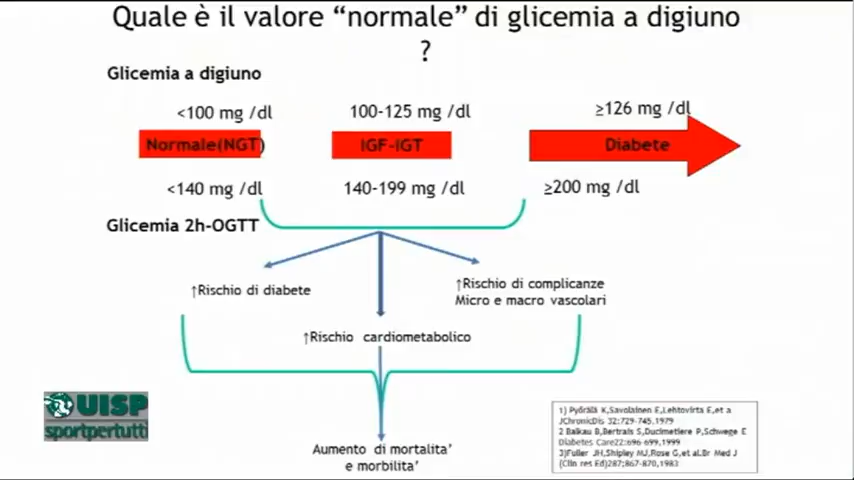 Quale è il valore “normale” di glicemia a digiuno
?
Glicemia a digiuno
<100 mg /dl 100-125 mg /dl ≥126 mg /dl
Normale(NGT) IGF-IGT Diabete
<140 mg /dl 140-199 mg /dl ≥200 mg /dl
Glicemia 2h-OGTT
↑Rischio di diabete
↑Rischio di complicanze
Micro e macro vascolari
↑Rischio cardiometabolico
Aumento di mortalita’
e morbilita’
UISP
sportpertutti
1) Pyőrälä K,Savolainen E,Lehtovirta E,et a
JChronicDis 32:729-745,1979
2 Balkau B,Bertrais S,Ducimetiere P,Schwege E
Diabetes Care22:696-699,1999
3)Fuller JH,Shipley MJ,Rose G,et al.Br Med J
(Clin res Ed)287;867-870,1983